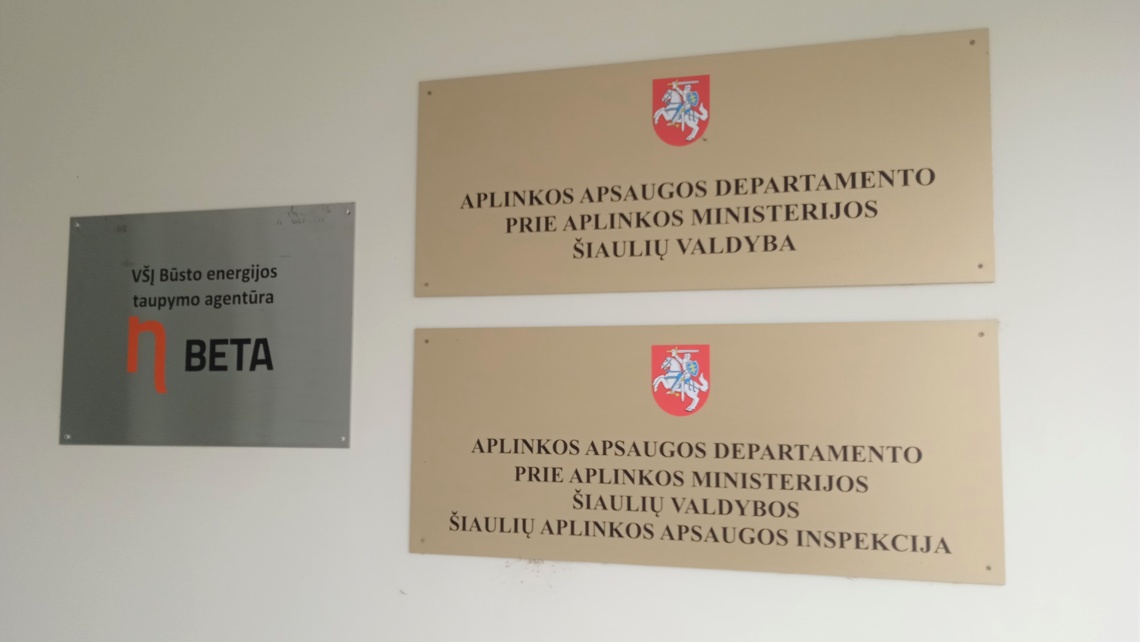 VŠĮ Būsto energijos
taupymo agentūra
η BETA
APLINKOS APSAUGOS DEPARTAMENTO
PRIE APLINKOS MINISTERIJOS
ŠIAULIŲ VALDYBA
APLINKOS APSAUGOS DEPARTAMENTO
PRIE APLINKOS MINISTERIJOS
ŠIAULIŲ VALDYBOS
ŠIAULIŲ APLINKOS APSAUGOS INSPEKCIJA